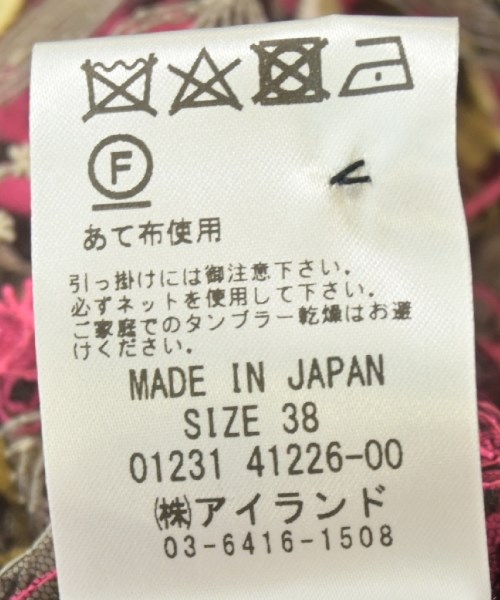 F
あて布使用
引っ掛けには御注意下さい。
必ずネットを使用して下さい。
ご家庭でのタンブラー乾燥はお避
けください。
MADE IN JAPAN
SIZE 38
01231 41226-00
㈱アイランド
03-6416-1508